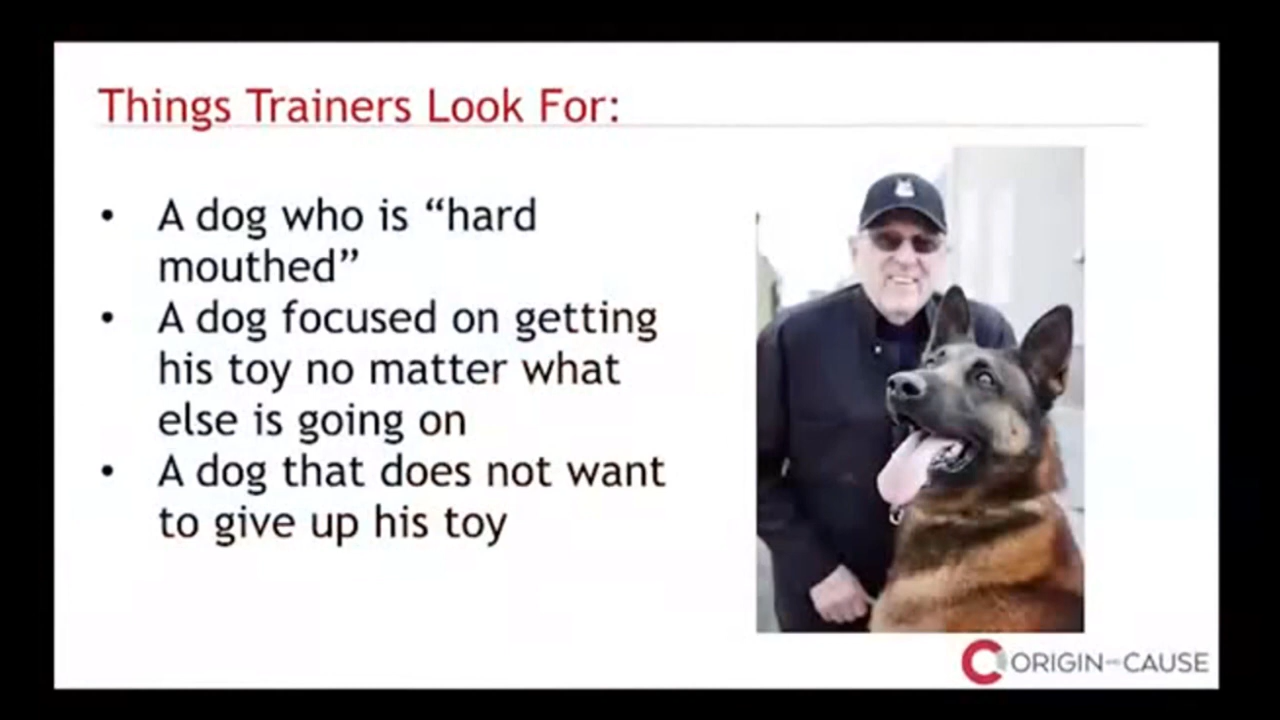 Things Trainers Look For:
• A dog who is “hard
mouthed”
• A dog focused on getting
his toy no matter what
else is going on
• A dog that does not want
to give up his toy
ORIGIN AND CAUSE